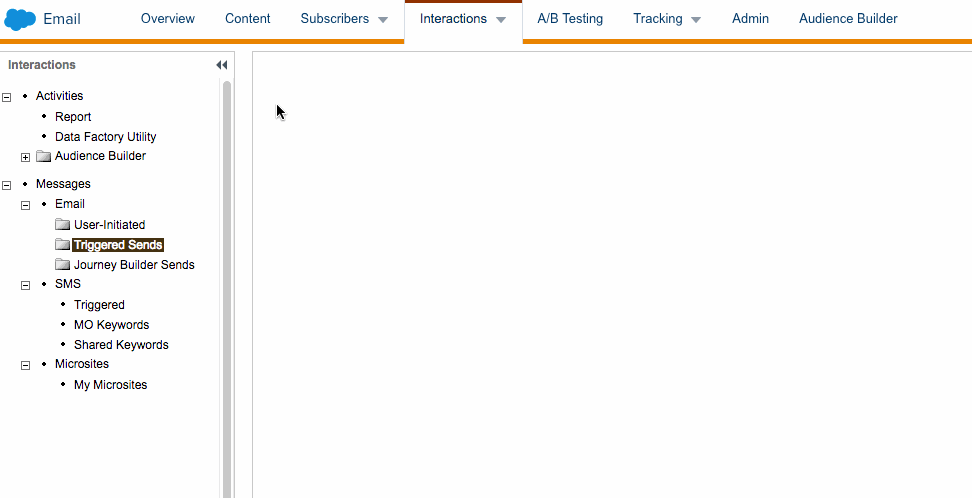 Email Overview Content Subscribers Interactions A/B Testing Tracking Admin Audience Builder
Interactions
Activities
Report
Data Factory Utility
Audience Builder
Messages
Email
User-Initiated
Triggered Sends
Journey Builder Sends
SMS
Triggered
MO Keywords
Shared Keywords
Microsites
My Microsites